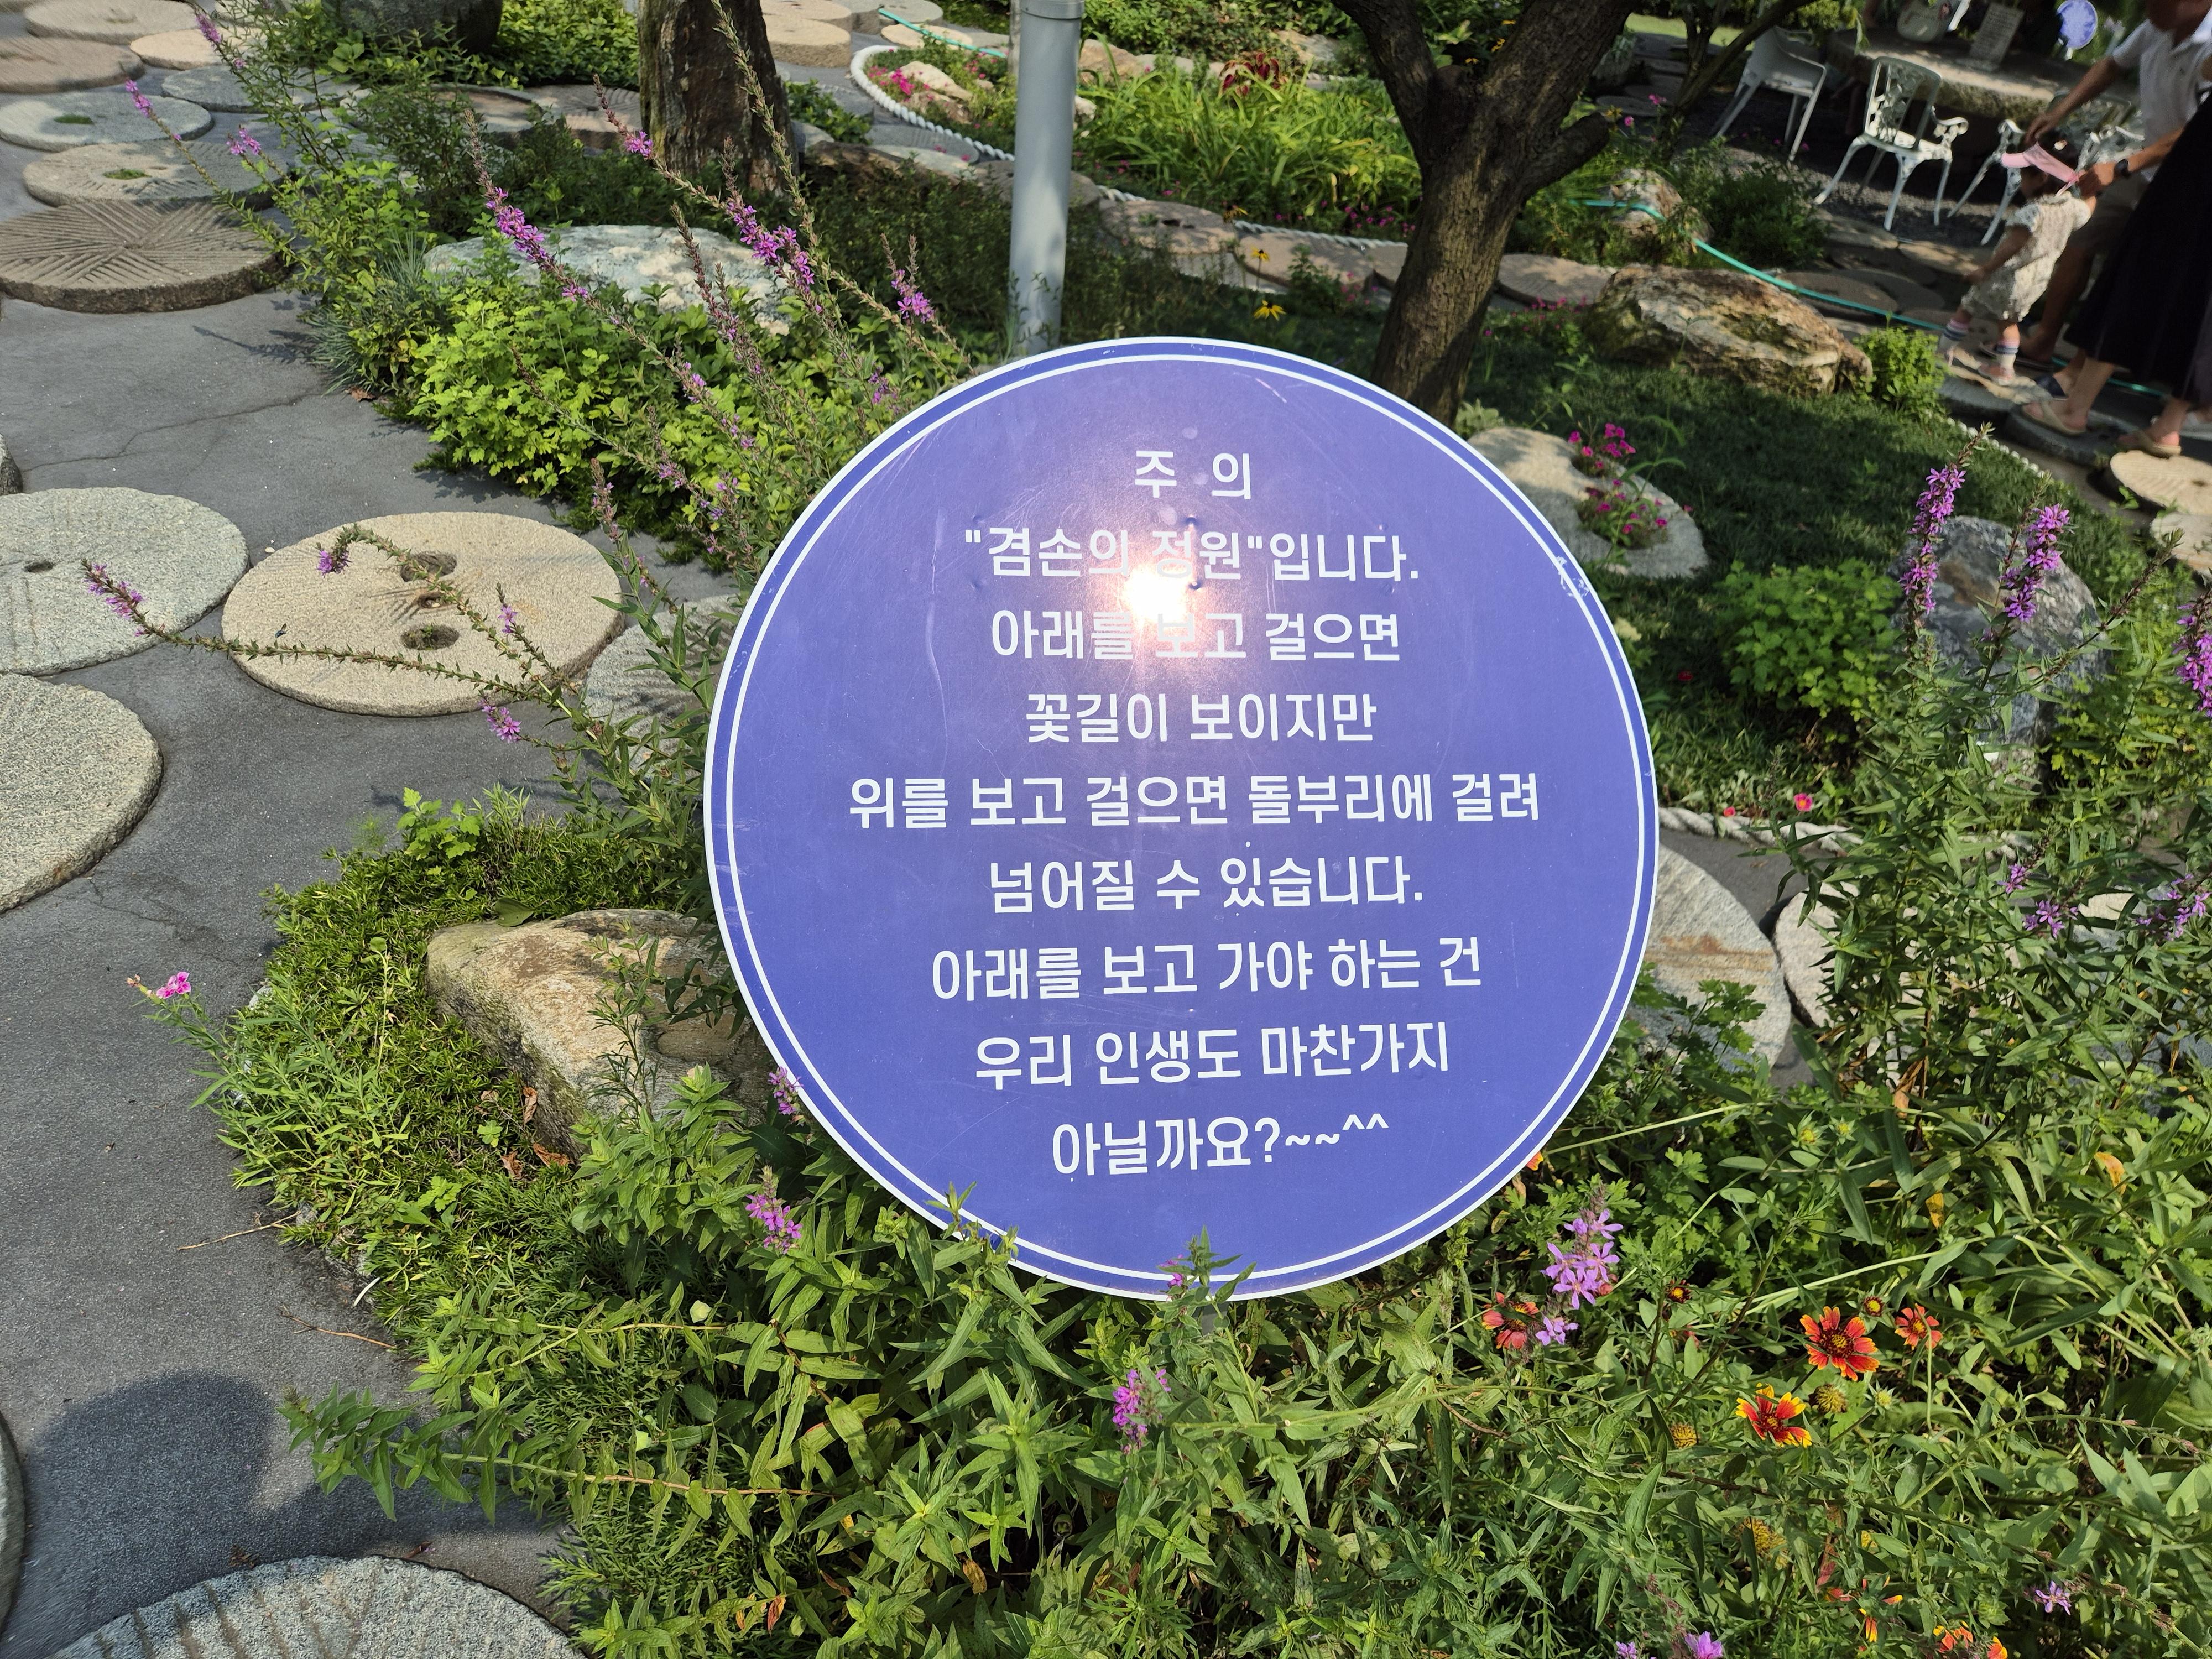 주 의
"겸손의 정원"입니다.
아래를 보고 걸으면
꽃길이 보이지만
위를 보고 걸으면 돌부리에 걸려
넘어질 수 있습니다.
아래를 보고 가야 하는 건
우리 인생도 마찬가지
아닐까요?~~^^